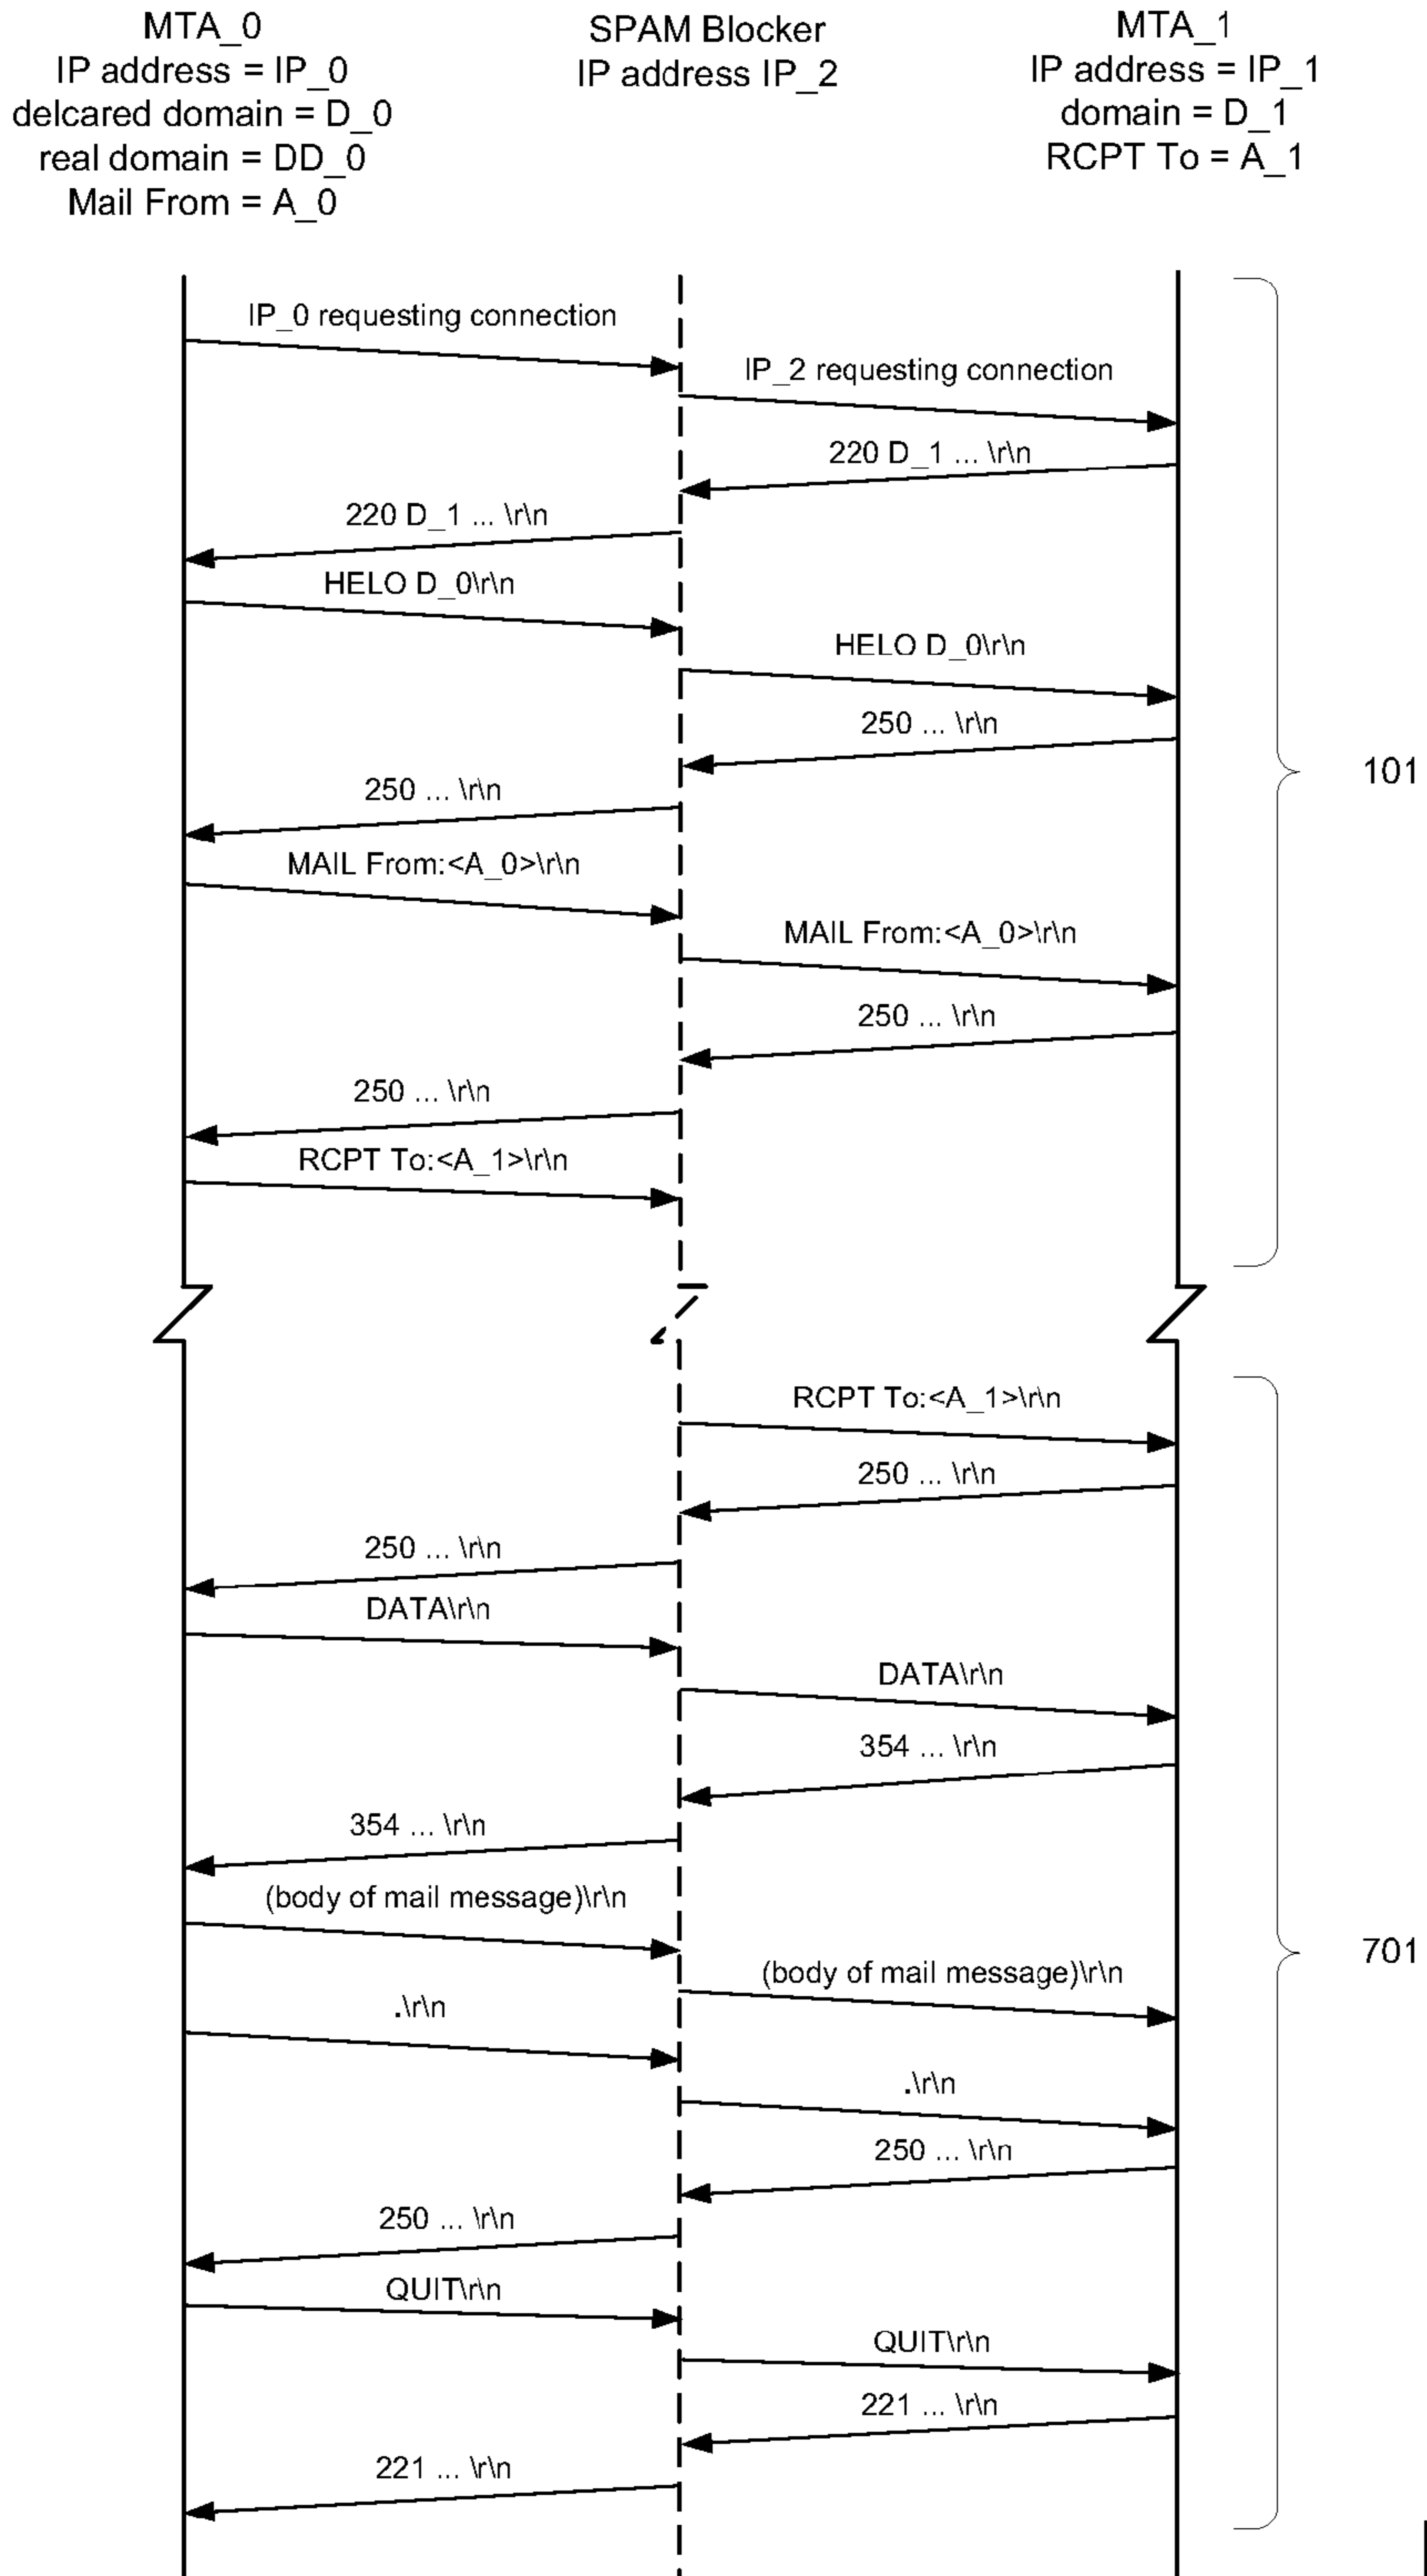 MTA_0
IP address = IP_0
delcared domain = D_0
real domain = DD_0
Mail From = A_0
SPAM Blocker
IP address IP_2
MTA_1
IP address = IP_1
domain = D_1
RCPT To = A_1
IP_0 requesting connection
IP_2 requesting connection
220 D_1 ... \r\n
220 D_1 ... \r\n
HELO D_0\r\n
HELO D_0\r\n
250 ... \r\n
101
250 ... \r\n
MAIL From:<A_0>\r\n
MAIL From:<A_0>\r\n
250 ... \r\n
250 ... \r\n
RCPT To:<A_1>\r\n
RCPT To:<A_1>\r\n
250 ... \r\n
250 ... \r\n
DATA\r\n
DATA\r\n
354 ... \r\n
354 ... \r\n
(body of mail message)\r\n
701
(body of mail message)\r\n
.\r\n
.\r\n
250 ... \r\n
250 ... \r\n
QUIT\r\n
QUIT\r\n
221 ... \r\n
221 ... \r\n